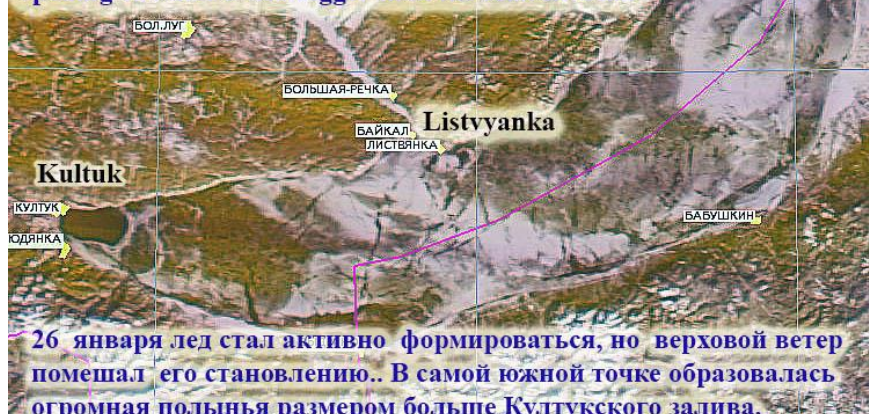 БОЛ.ЛУГ
БОЛЬШАЯ-РЕЧКА
БАЙКАЛ
Listvyanka
ЛИСТВЯНКА
Kultuk
КУЛТУК
БАБУШКИН
ЮДЯНКА
26 января лед стал активно формироваться, но верховой ветер
помешал его становлению.. В самой южной точке образовалась
огромная полынья размером больше Култукского залива.